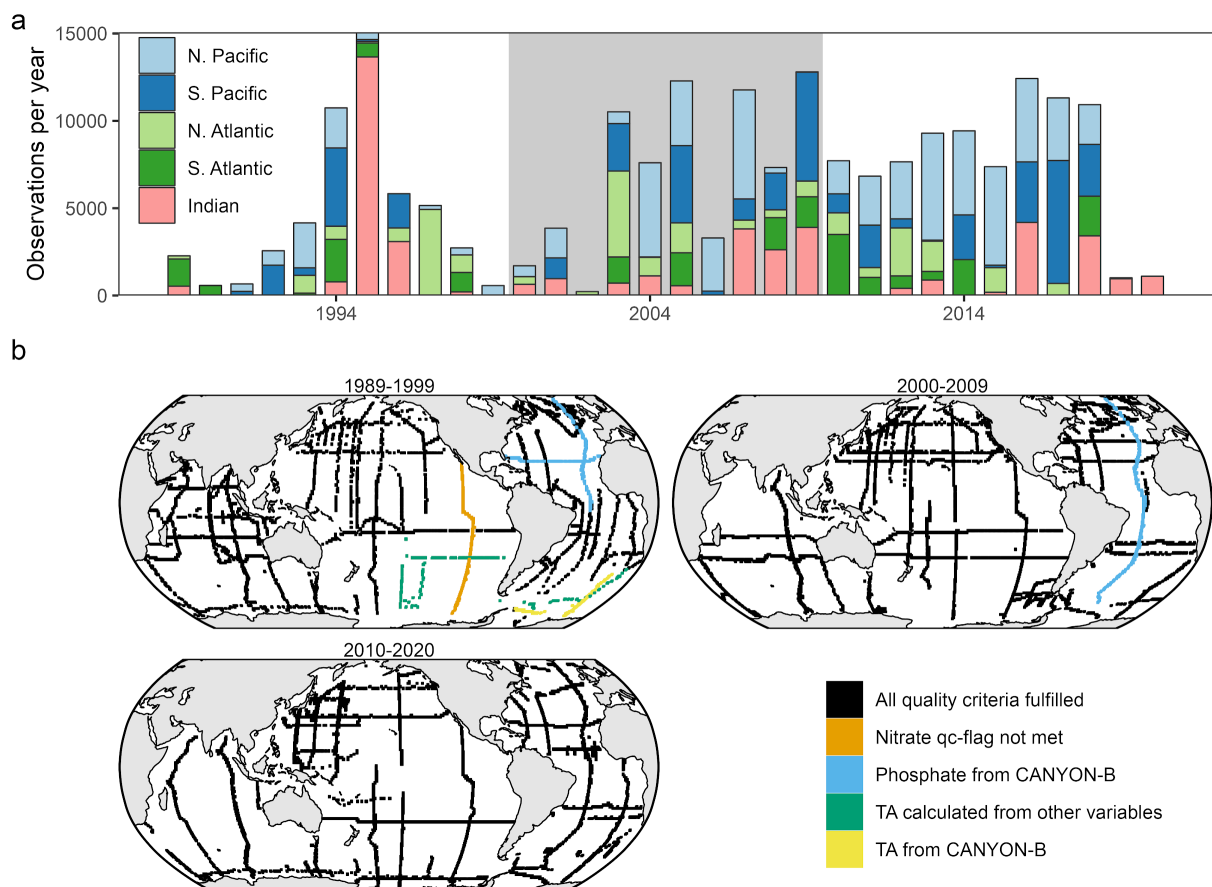 a
Observations per year
15000
10000
5000
0
N. Pacific
S. Pacific
N. Atlantic
S. Atlantic
Indian
1994
2004
2014
b
1989-1999
2000-2009
2010-2020
All quality criteria fulfilled
Nitrate qc-flag not met
Phosphate from CANYON-B
TA calculated from other variables
TA from CANYON-B